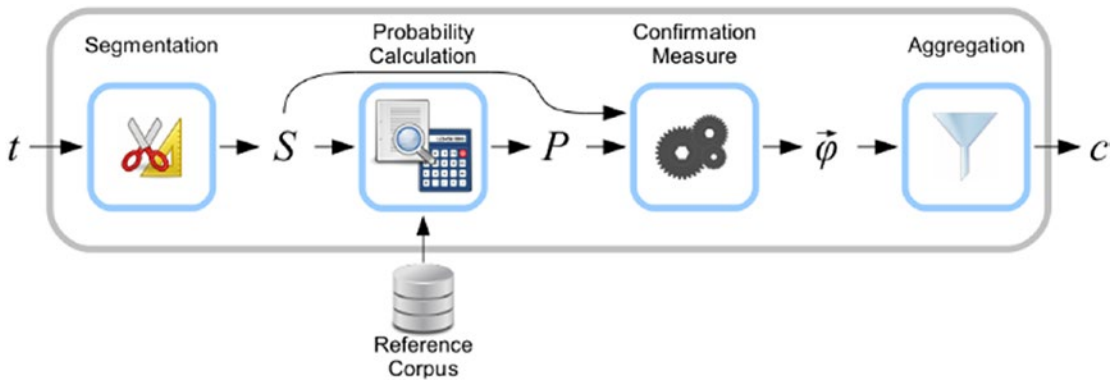 Segmentation
Probability
Calculation
Confirmation
Measure
Aggregation
t
S
P
φ⃗
c
Reference
Corpus